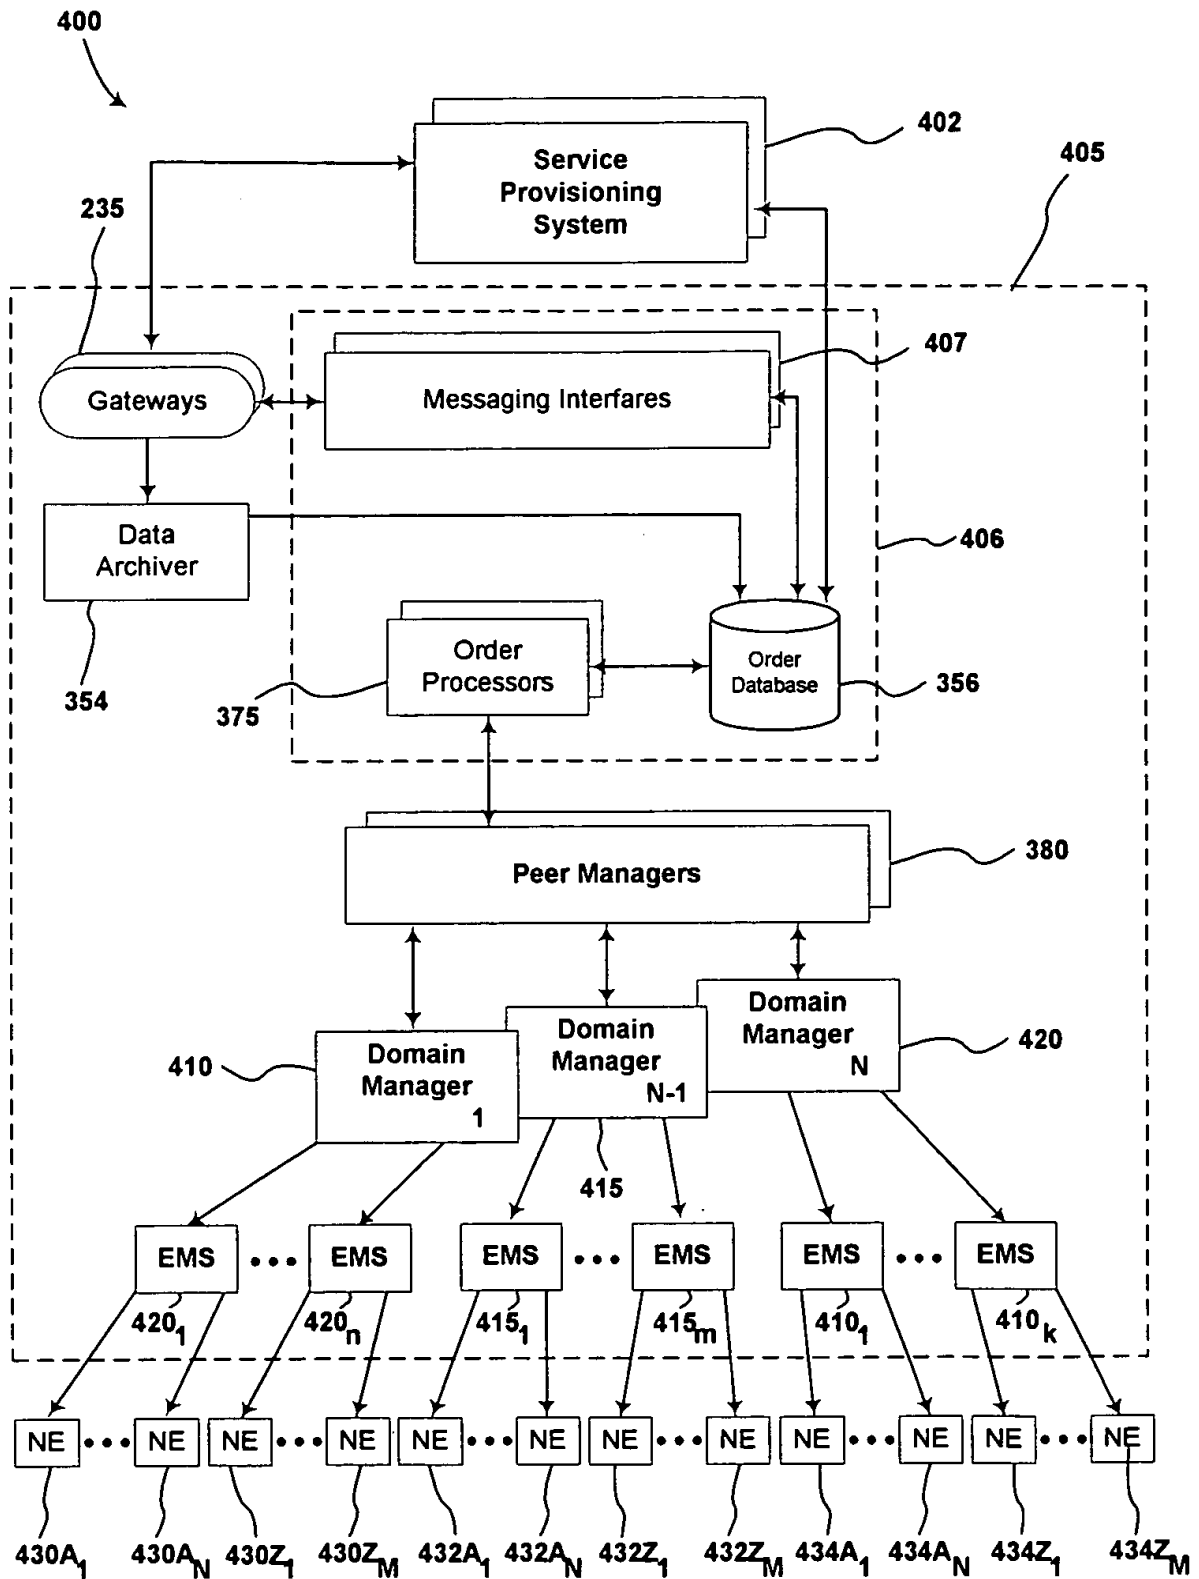 400
402
Service
Provisioning
System
405
235
407
Gateways
Messaging Interfares
406
Data
Archiver
354
Order
Processors
375
Order
Database
356
Peer Managers
380
Domain
Manager
N
420
Domain
Manager
N-1
415
Domain
Manager
1
410
EMS ••• EMS EMS ••• EMS EMS ••• EMS
420₁ 420n 415₁ 415m 410₁ 410k
NE ••• NE NE ••• NE NE ••• NE NE ••• NE NE ••• NE NE ••• NE
430A₁ 430AN 430Z₁ 430ZM 432A₁ 432AN 432Z₁ 432ZM 434A₁ 434AN 434Z₁ 434ZM